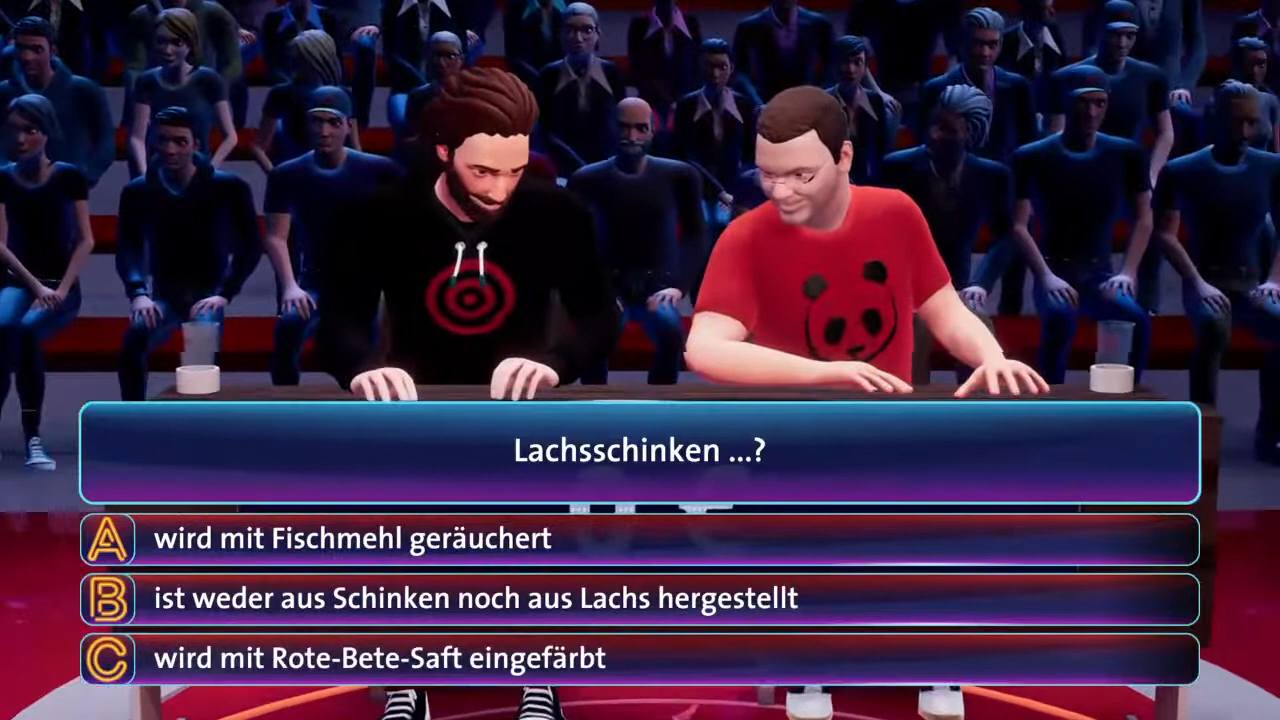 Lachsschinken ...?
A wird mit Fischmehl geräuchert
B ist weder aus Schinken noch aus Lachs hergestellt
C wird mit Rote-Bete-Saft eingefärbt